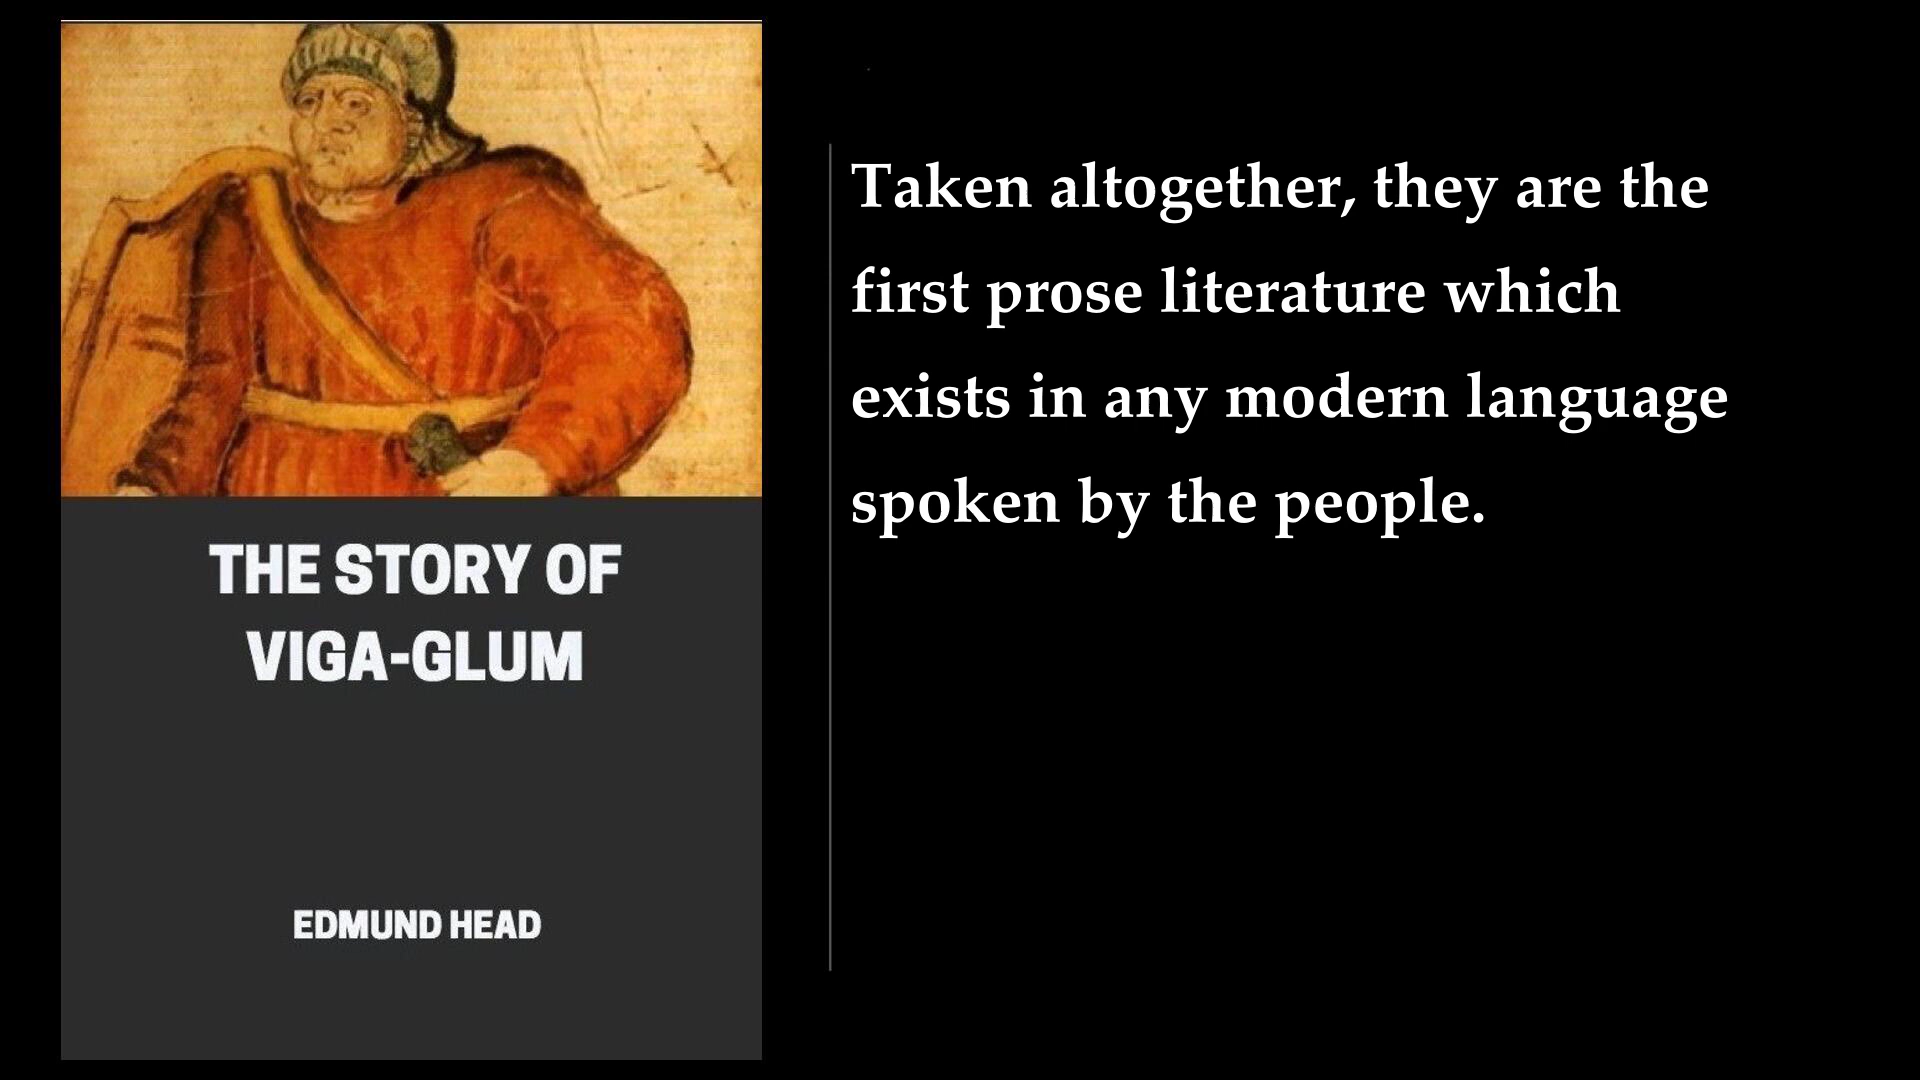 THE STORY OF
VIGA-GLUM
EDMUND HEAD
Taken altogether, they are the
first prose literature which
exists in any modern language
spoken by the people.